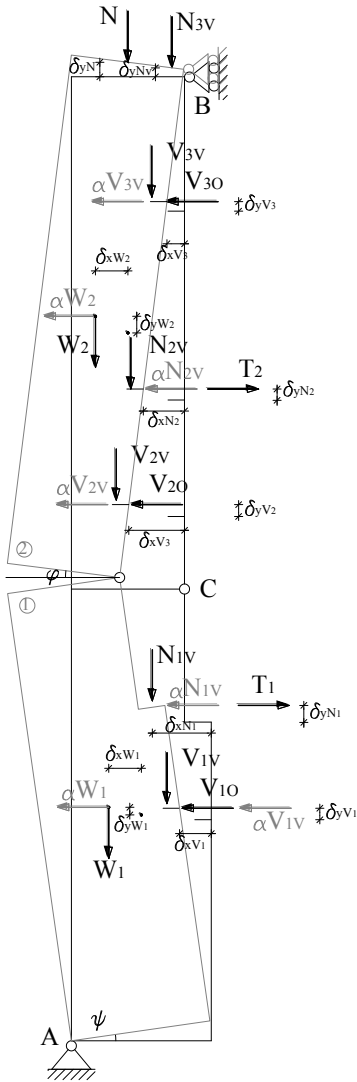 N N3V
δyN δyNV
B
V3V
αV3V V3O δyV3
δxV3
δxW2
αW2 δyW2
W2 N2V
αN2V T2 δyN2
δxN2
V2V
αV2V V2O δyV2
δxV3
②
φ
① C
N1V
αN1V T1
δyN1
δxN1
δxW1 V1V
αW1 V1O
δyW1 αV1V δyV1
W1 δxV1
A ψ